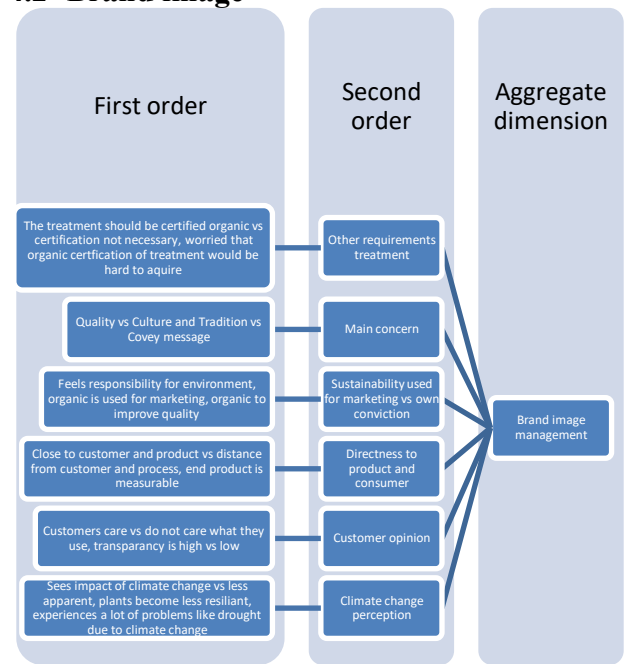 Brand Image
First order
Second
order
Aggregate
dimension
The treatment should be certified organic vs
certification not necessary, worried that
organic certfication of treatment would be
hard to aquire
Other requirements
treatment
Quality vs Culture and Tradition vs
Covey message
Main concern
Feels responsibility for environment,
organic is used for marketing, organic to
improve quality
Sustainability used
for marketing vs own
conviction
Brand image
management
Close to customer and product vs distance
from customer and process, end product is
measurable
Directness to
product and
consumer
Customers care vs do not care what they
use, transparancy is high vs low
Customer opinion
Sees impact of climate change vs less
apparent, plants become less resiliant,
experiences a lot of problems like drought
due to climate change
Climate change
perception